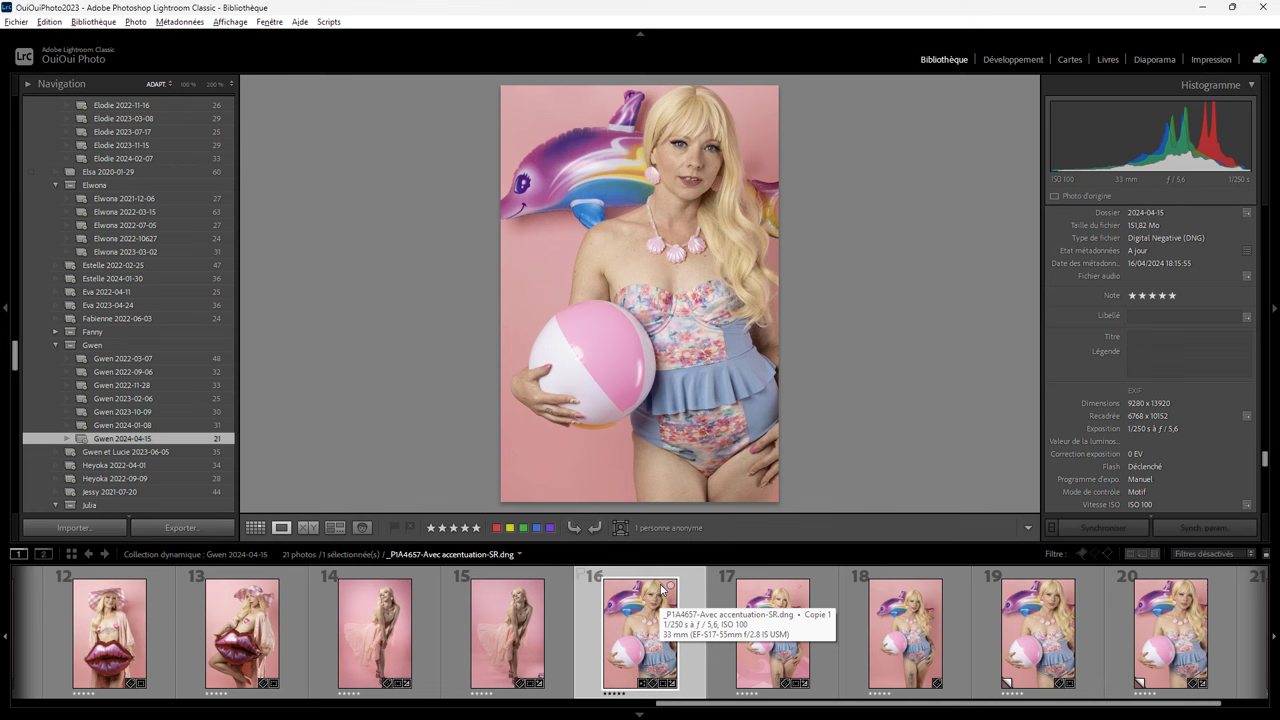 OuiOuiPhoto2023 - Adobe Photoshop Lightroom Classic - Bibliothèque
Fichier Edition Bibliothèque Photo Métadonnées Affichage Fenêtre Aide Scripts
Lrc
Adobe Lightroom Classic
OuiOui Photo
Bibliothèque Développement Cartes Livres Diaporama Impression
Navigation ADAPT. 100 % 200 %
Elodie 2022-11-16 26
Elodie 2023-03-08 29
Elodie 2023-07-17 25
Elodie 2023-11-15 29
Elodie 2024-02-07 33
Elsa 2020-01-29 60
Elwona
Elwona 2021-12-06 27
Elwona 2022-03-15 63
Elwona 2022-07-05 27
Elwona 2022-10627 24
Elwona 2023-03-02 31
Estelle 2022-02-25 47
Estelle 2024-01-30 36
Eva 2022-04-11 25
Eva 2023-04-24 36
Fabienne 2022-06-03 24
Fanny
Gwen
Gwen 2022-03-07 48
Gwen 2022-09-06 32
Gwen 2022-11-28 33
Gwen 2023-02-06 25
Gwen 2023-10-09 30
Gwen 2024-01-08 31
Gwen 2024-04-15 21
Gwen et Lucie 2023-06-05 35
Heyoka 2022-04-01 34
Heyoka 2022-09-09 28
Jessy 2021-07-20 44
Julia
Importer... Exporter...
Histogramme
ISO 100 33 mm ƒ / 5,6 1/250 s
Photo d'origine
Dossier 2024-04-15
Taille du fichier 151,82 Mo
Type de fichier Digital Negative (DNG)
Etat métadonnées A jour
Date des métadonn... 16/04/2024 18:15:55
Fichier audio
Note ★★★★★
Libellé
Titre
Légende
EXIF
Dimensions 9280 x 13920
Recadrée 6768 x 10152
Exposition 1/250 s à ƒ / 5,6
Valeur de la luminos...
Correction exposition 0 EV
Flash Déclenché
Programme d'expo. Manuel
Mode de contrôle Motif
Vitesse ISO ISO 100
Synchroniser Synch. param.
XY ★★★★★ 1 personne anonyme
1 2 Collection dynamique : Gwen 2024-04-15 21 photos /1 sélectionnée(s) /_P1A4657-Avec accentuation-SR.dng Filtre : Filtres désactivés
12 13 14 15 16 17 18 19 20 21
_P1A4657-Avec accentuation-SR.dng • Copie 1
1/250 s à ƒ / 5,6, ISO 100
33 mm (EF-S17-55mm f/2.8 IS USM)